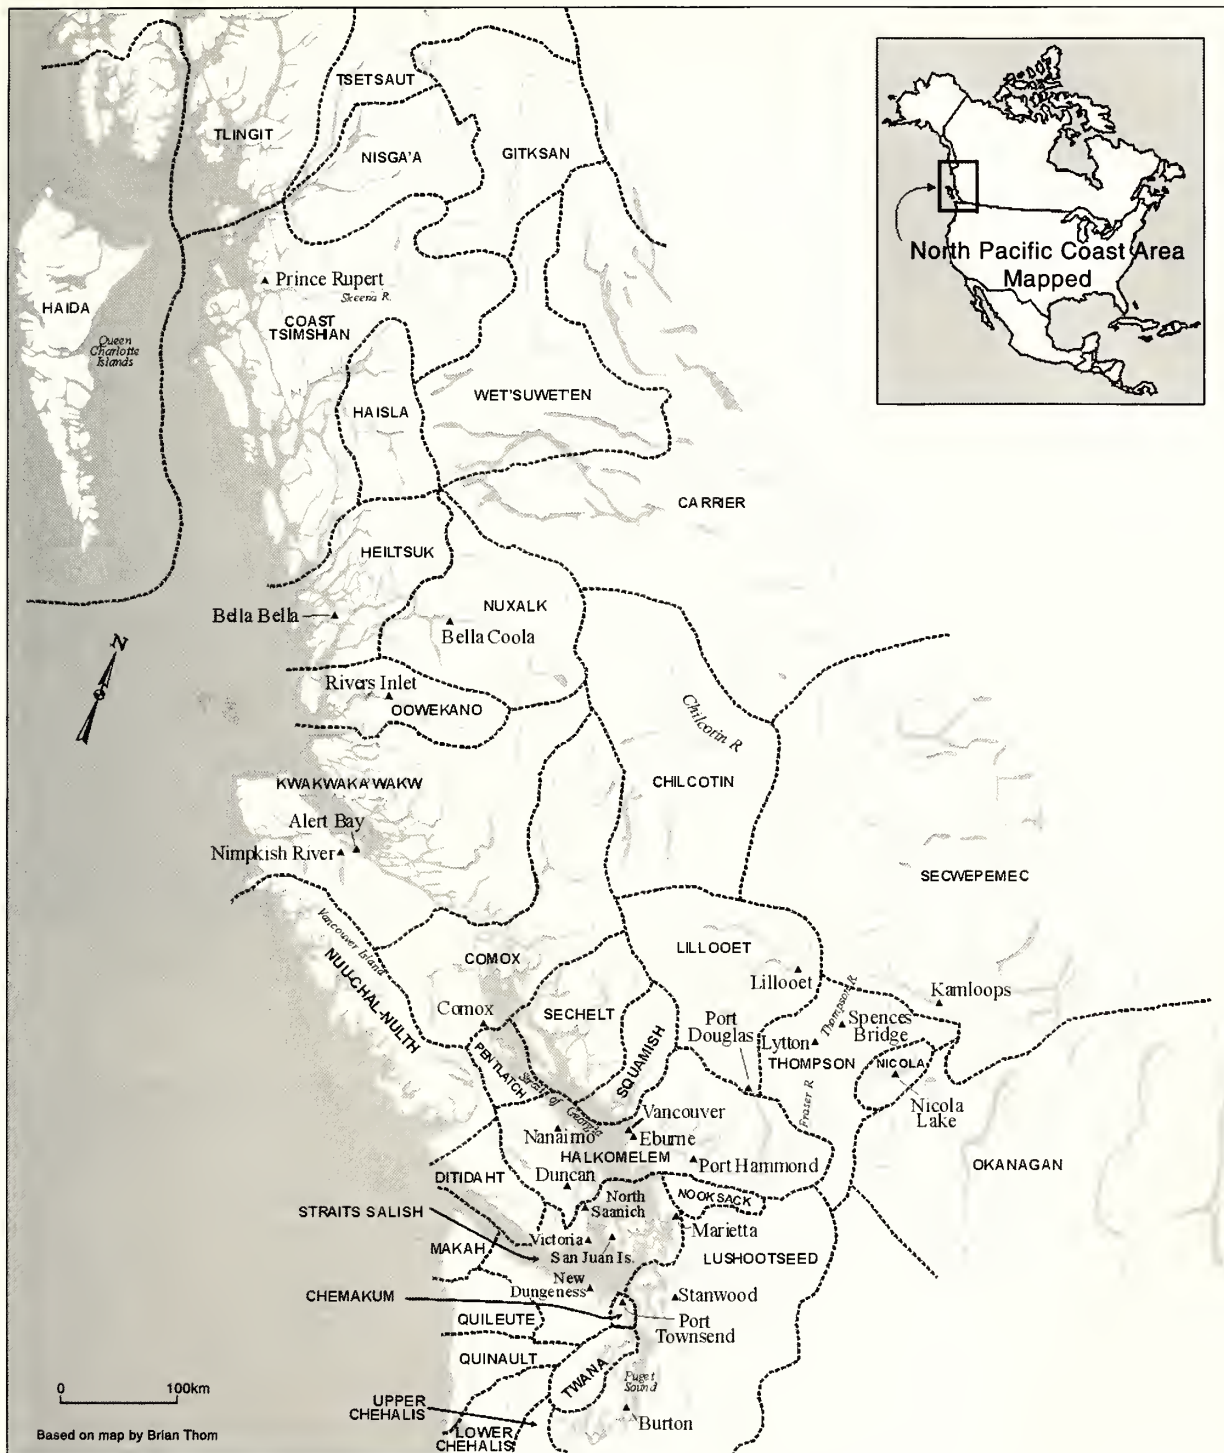 TSETSAUT
TLINGIT
NISGA'A
GITKSAN
North Pacific Coast Area
Mapped
Prince Rupert
Skeena R.
HAIDA
COAST
TSIMSHIAN
Queen
Charlotte
Islands
WET'SUWET'EN
HAISLA
CARRIER
HEILTSUK
NUXALK
Bella Bella
Bella Coola
N
Rivers Inlet
OOWEKANO
Chilcotin R
KWAKWAKA'WAKW
CHILCOTIN
Alert Bay
Nimpkish River
SECWEPEMEC
Vancouver Island
NUU-CHAL-NULTH
COMOX
LILLOOET
Lillooet
Comox
SECHELT
Port
Douglas
Thompson R
Kamloops
Spences
Bridge
Lytton
THOMPSON
NICOLA
PENTLATCH
SQUAMISH
Strait of Georgia
Fraser R
Nicola
Lake
Vancouver
Nanaimo
Eburne
HALKOMELEM
Port Hammond
OKANAGAN
DITIDAHT
Duncan
NOOKSACK
North
Saanich
STRAITS SALISH
Marietta
Victoria
MAKAH
San Juan Is.
LUSHOOTSEED
New
Dungeness
CHEMAKUM
Stanwood
QUILEUTE
Port
Townsend
QUINAULT
TWANA
Puget
Sound
0 100km
UPPER
CHEHALIS
Burton
LOWER
CHEHALIS
Based on map by Brian Thom